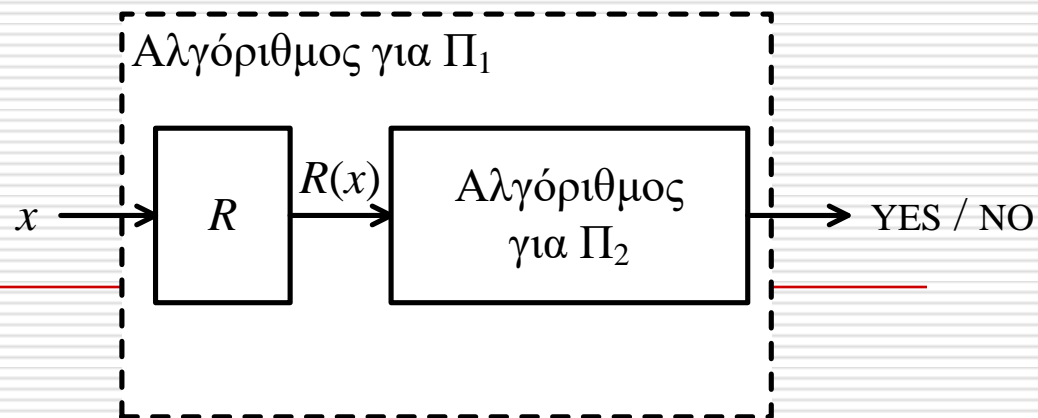 Αλγόριθμος για Π₁
x
R
R(x)
Αλγόριθμος
για Π₂
YES / NO